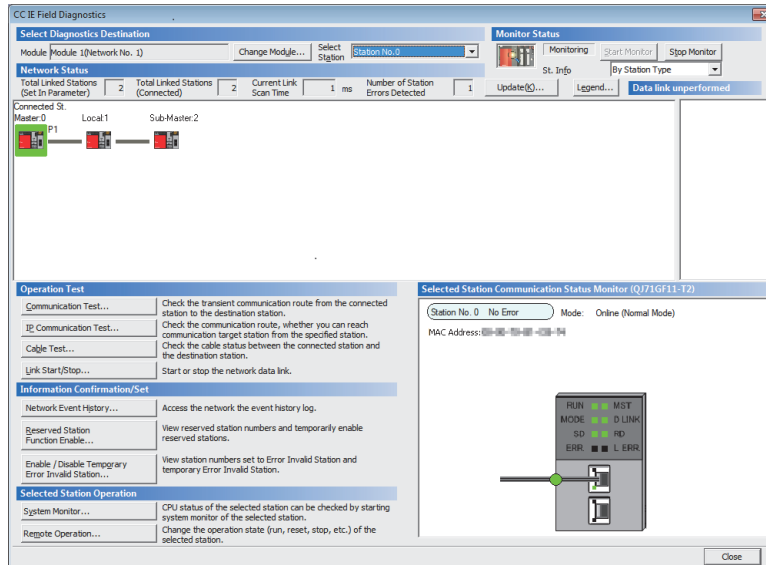 CC IE Field Diagnostics
Select Diagnostics Destination
Module Module 1(Network No. 1) Change Module... Select Station Station No.0
Monitor Status
Monitoring Start Monitor Stop Monitor
St. Info By Station Type
Network Status
Total Linked Stations (Set In Parameter) 2 Total Linked Stations (Connected) 2 Current Link Scan Time 1 ms Number of Station Errors Detected 1 Update(K)... Legend... Data link unperformed
Connected St.
Master:0 Local:1 Sub-Master:2
P1
Operation Test
Communication Test... Check the transient communication route from the connected
station to the destination station.
IP Communication Test... Check the communication route, whether you can reach
communication target station from the specified station.
Cable Test... Check the cable status between the connected station and
the destination station.
Link Start/Stop... Start or stop the network data link.
Information Confirmation/Set
Network Event History... Access the network the event history log.
Reserved Station
Function Enable...
View reserved station numbers and temporarily enable
reserved stations.
Enable / Disable Temporary
Error Invalid Station...
View station numbers set to Error Invalid Station and
temporary Error Invalid Station.
Selected Station Operation
System Monitor... CPU status of the selected station can be checked by starting
system monitor of the selected station.
Remote Operation... Change the operation state (run, reset, stop, etc.) of the
selected station.
Selected Station Communication Status Monitor (QJ71GF11-T2)
Station No. 0 No Error Mode: Online (Normal Mode)
MAC Address:
RUN MST
MODE D LINK
SD RD
ERR. L ERR
Close